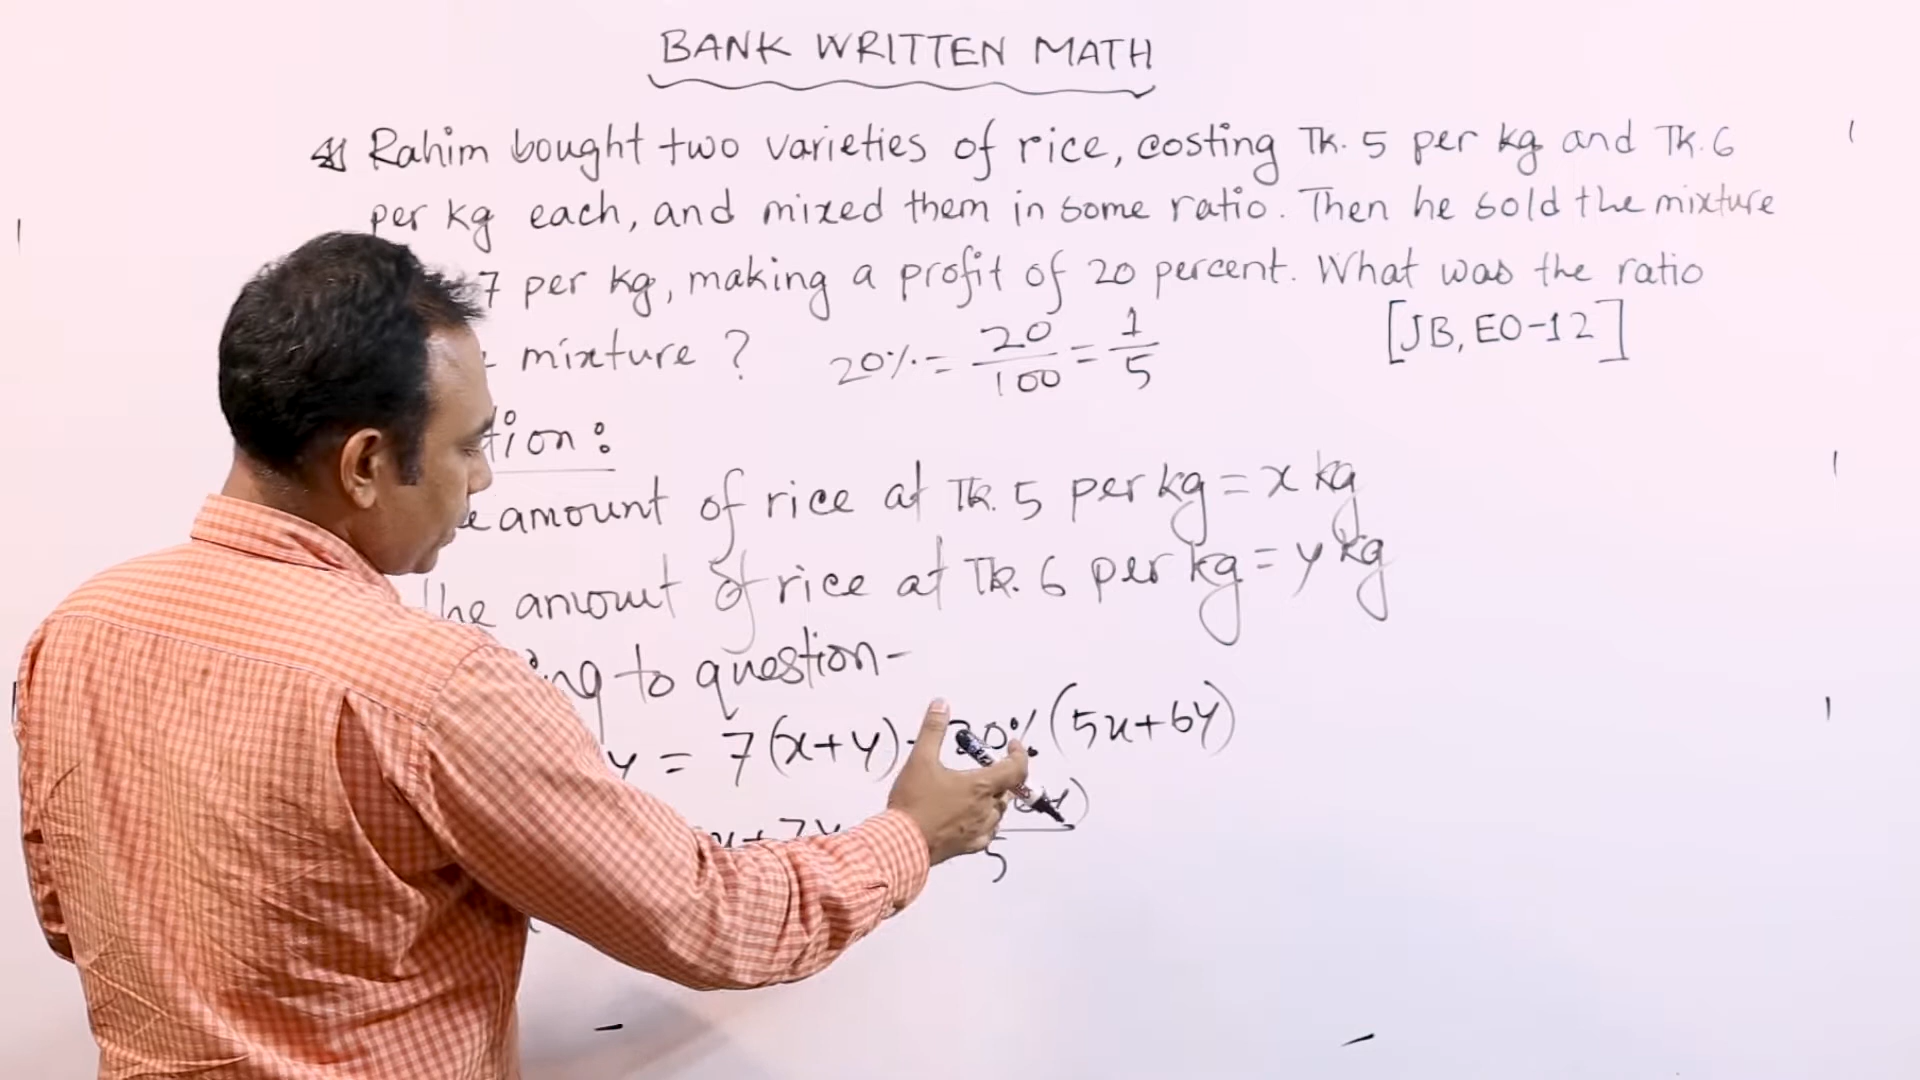 BANK WRITTEN MATH
Rahim bought two varieties of rice, costing Tk. 5 per kg and Tk. 6
per kg each, and mixed them in some ratio. Then he sold the mixture
7 per kg, making a profit of 20 percent. What was the ratio
mixture ? 20% = 20/100 = 1/5 [JB, EO-12]
tion:
amount of rice at Tk. 5 per kg = x kg
the amount of rice at Tk. 6 per kg = y kg
ing to question-
y = 7(x+y) - 20% (5x+6y)
x+7y
5